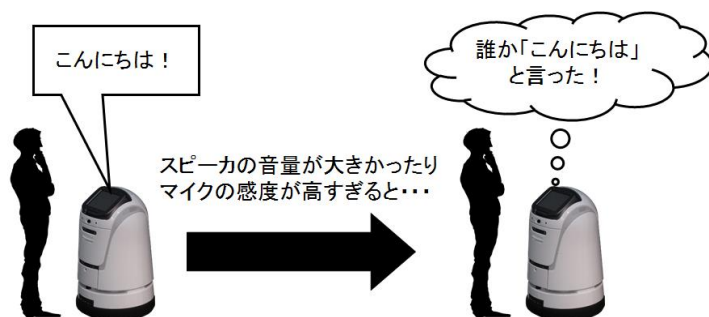 こんにちは！
スピーカの音量が大きかったり
マイクの感度が高すぎると・・・
誰か「こんにちは」
と言った！